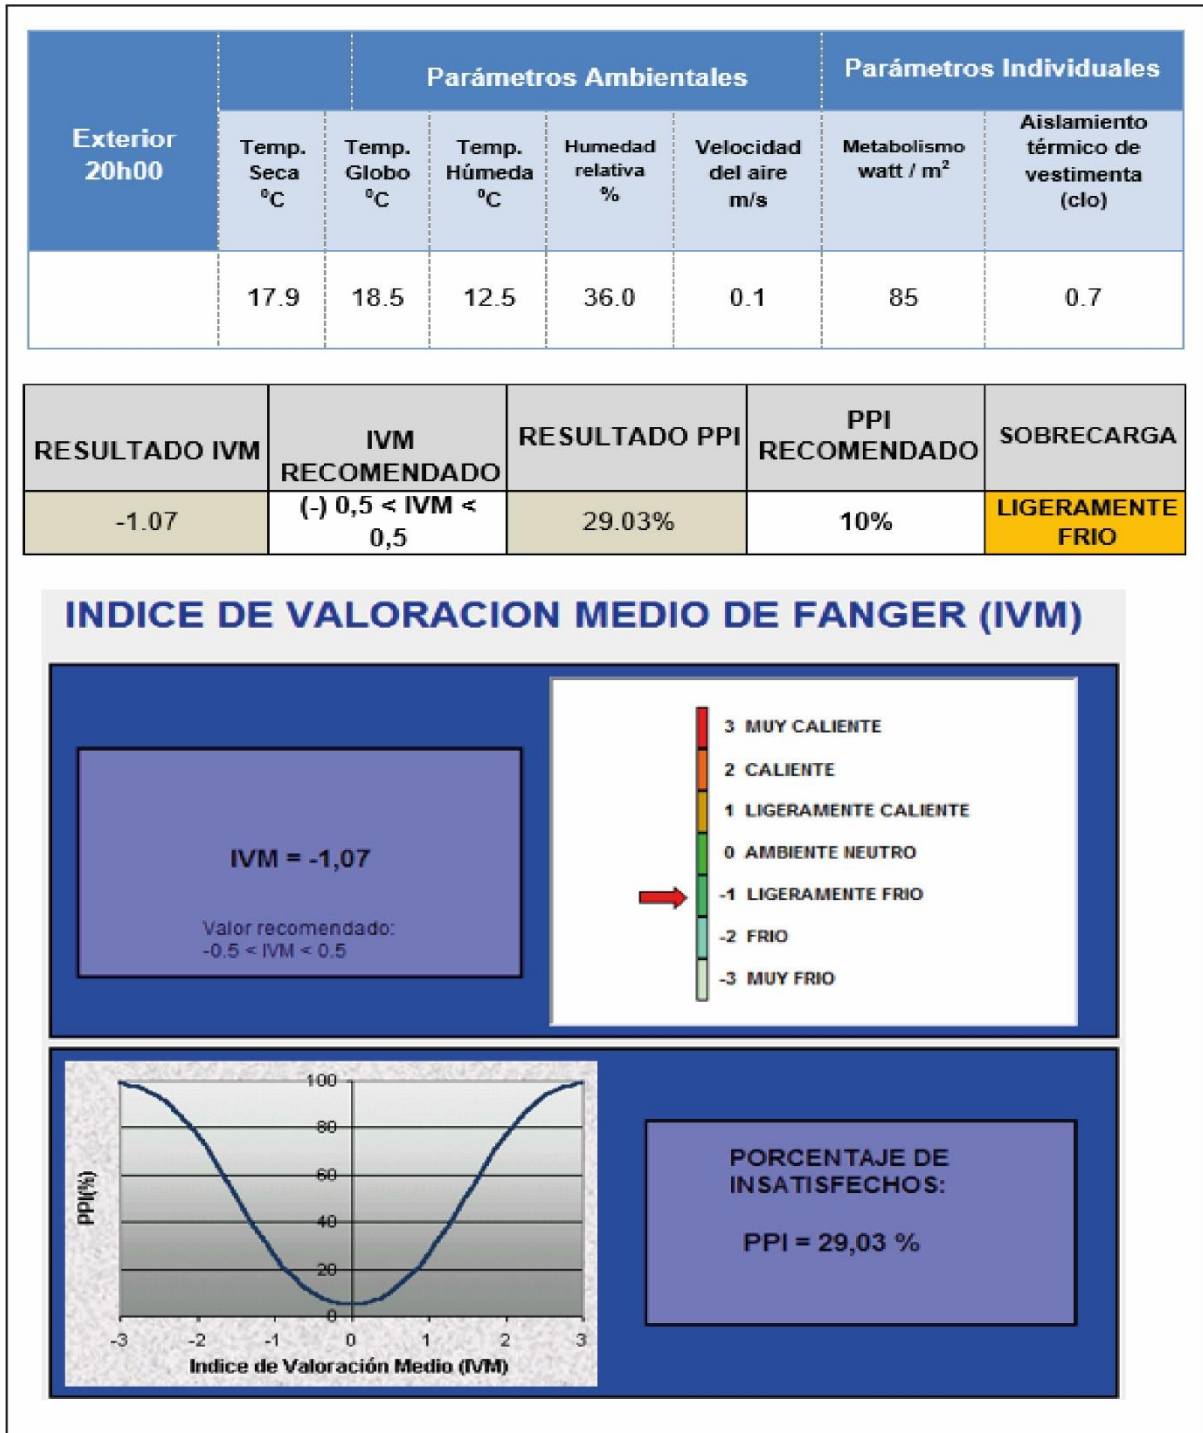 Exterior
20h00
Parámetros Ambientales
Parámetros Individuales
Temp.
Seca
⁰C
Temp.
Globo
⁰C
Temp.
Húmeda
⁰C
Humedad
relativa
%
Velocidad
del aire
m/s
Metabolismo
watt / m²
Aislamiento
térmico de
vestimenta
(clo)
17.9 18.5 12.5 36.0 0.1 85 0.7
RESULTADO IVM
IVM
RECOMENDADO
RESULTADO PPI
PPI
RECOMENDADO
SOBRECARGA
-1.07
(-) 0,5 < IVM <
0,5
29.03%
10%
LIGERAMENTE
FRIO
INDICE DE VALORACION MEDIO DE FANGER (IVM)
IVM = -1,07
Valor recomendado:
-0.5 < IVM < 0.5
3 MUY CALIENTE
2 CALIENTE
1 LIGERAMENTE CALIENTE
0 AMBIENTE NEUTRO
-1 LIGERAMENTE FRIO
-2 FRIO
-3 MUY FRIO
PPI(%)
100
80
60
40
20
0
-3 -2 -1 0 1 2 3
Indice de Valoración Medio (IVM)
PORCENTAJE DE
INSATISFECHOS:
PPI = 29,03 %